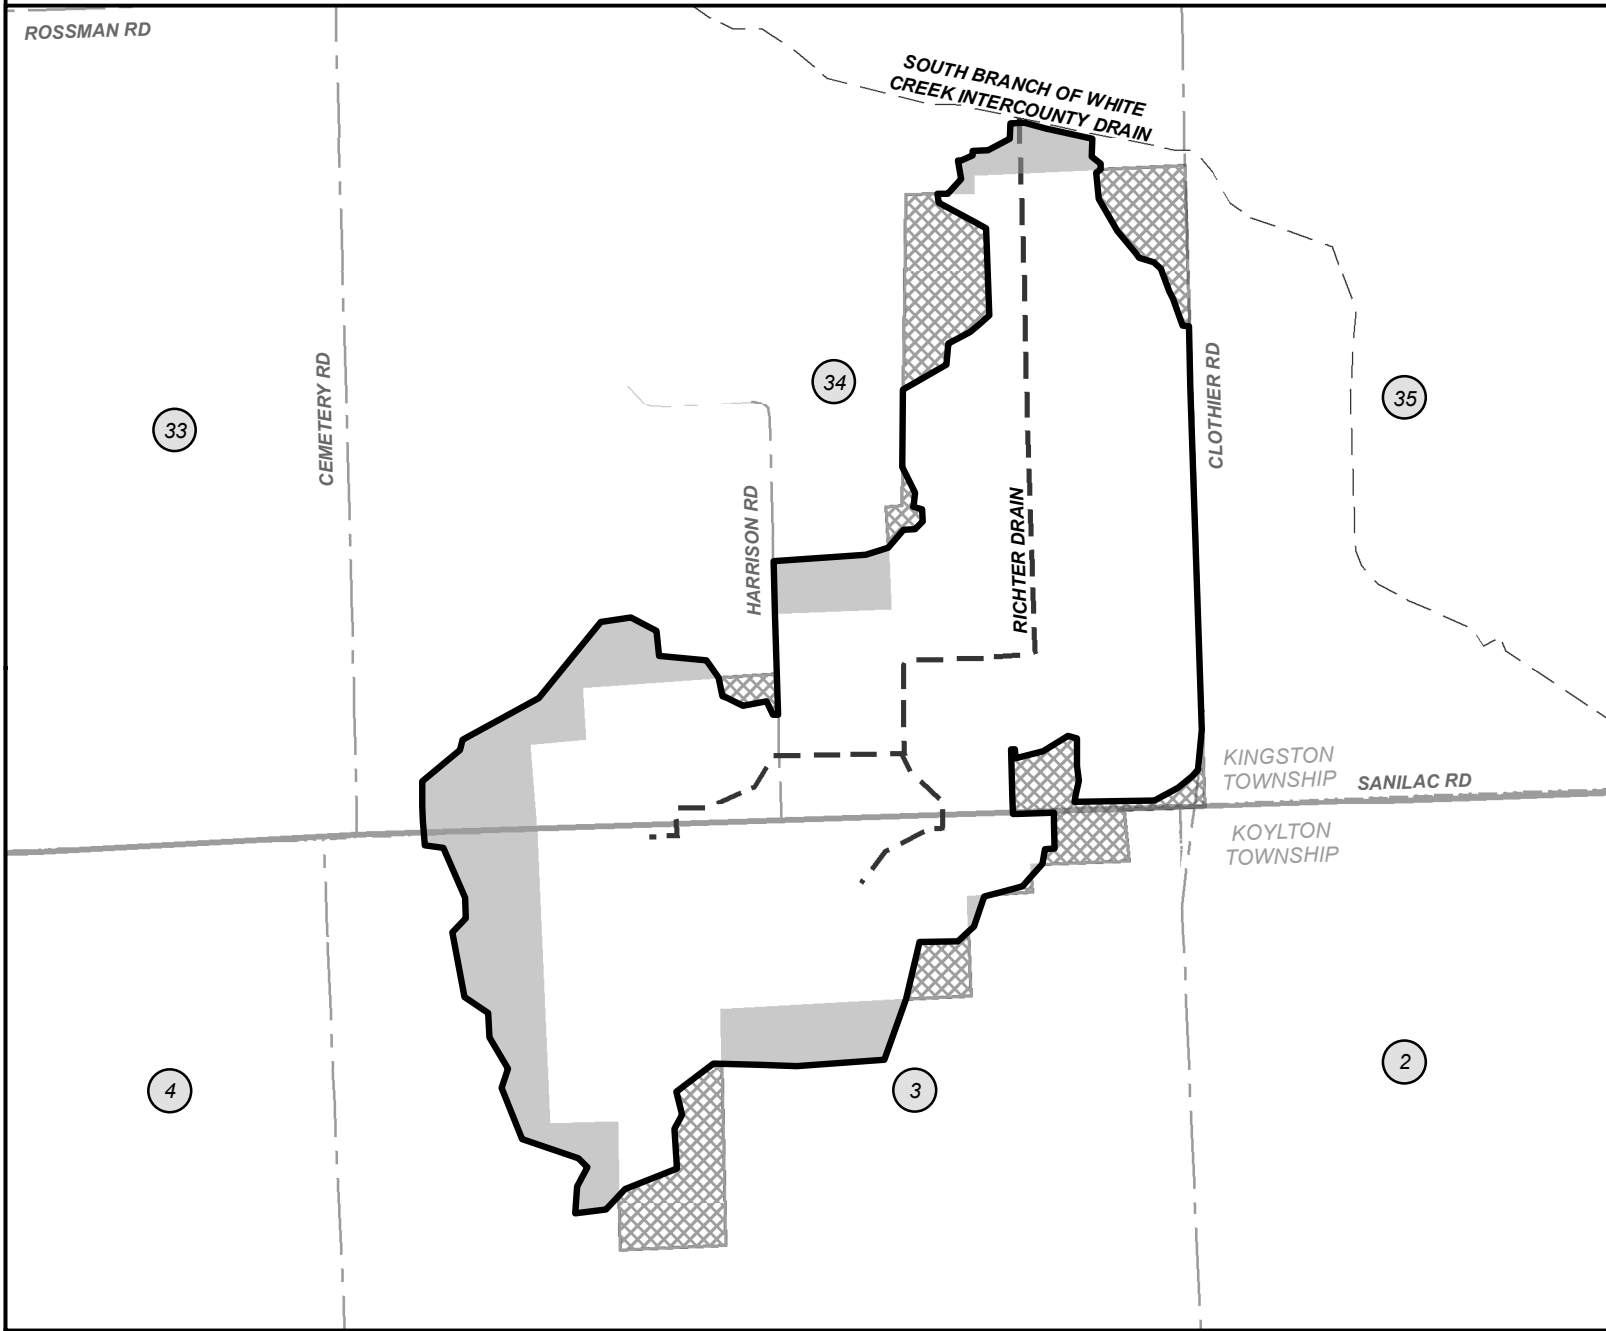 ROSSMAN RD
SOUTH BRANCH OF WHITE
CREEK INTERCOUNTY DRAIN
CEMETERY RD
33
34
CLOTHIER RD
35
HARRISON RD
RICHTER DRAIN
KINGSTON
TOWNSHIP
SANILAC RD
KOYLTON
TOWNSHIP
4
3
2